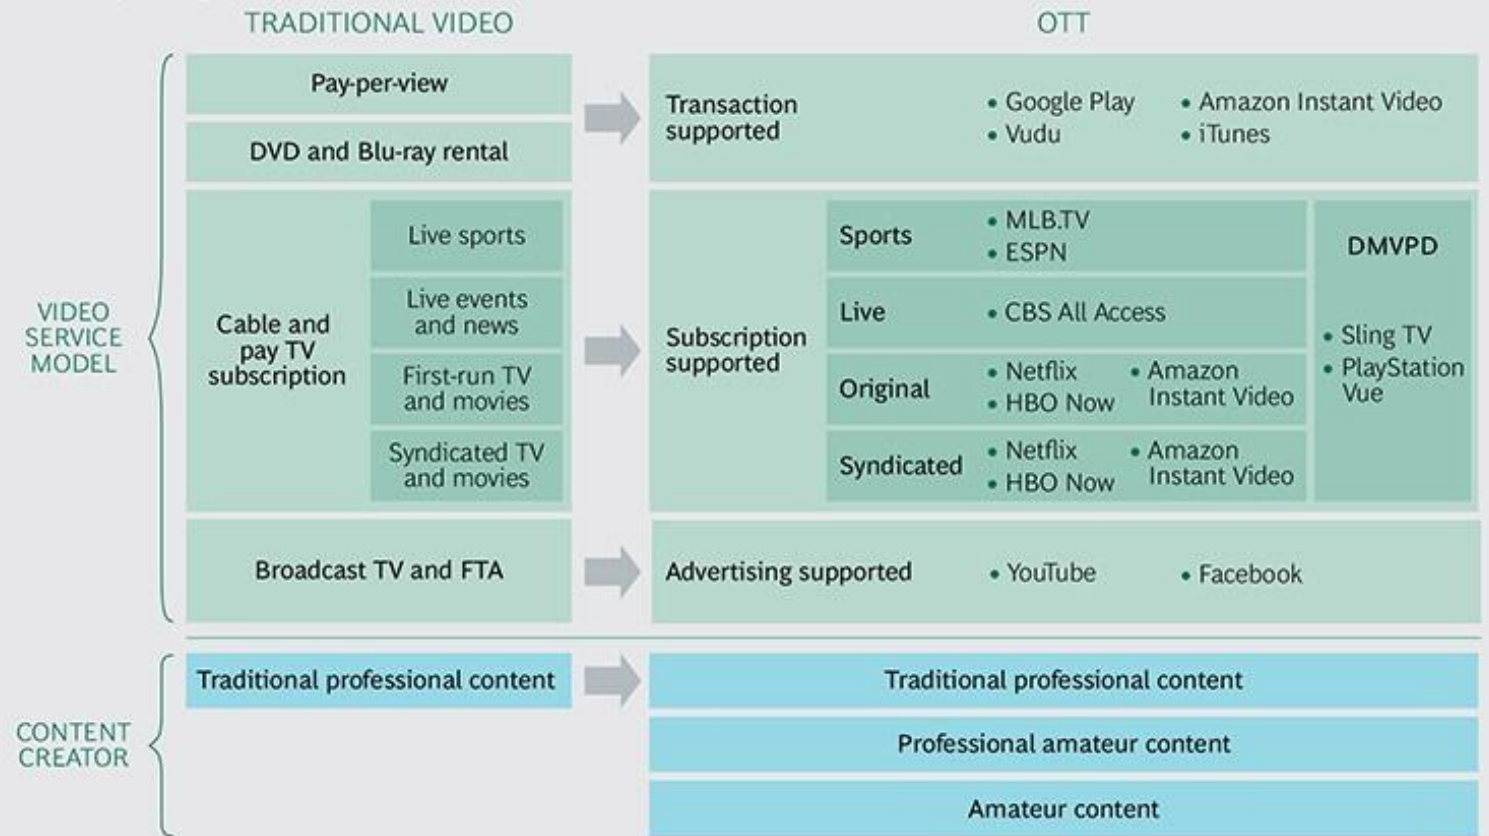 TRADITIONAL VIDEO
OTT
VIDEO
SERVICE
MODEL
Pay-per-view
DVD and Blu-ray rental
Transaction
supported
• Google Play
• Vudu
• Amazon Instant Video
• iTunes
Cable and
pay TV
subscription
Live sports
Live events
and news
First-run TV
and movies
Syndicated TV
and movies
Subscription
supported
Sports
• MLB.TV
• ESPN
Live
• CBS All Access
Original
• Netflix
• HBO Now
• Amazon
Instant Video
Syndicated
• Netflix
• HBO Now
• Amazon
Instant Video
DMVPD
• Sling TV
• PlayStation
Vue
Broadcast TV and FTA
Advertising supported
• YouTube
• Facebook
CONTENT
CREATOR
Traditional professional content
Traditional professional content
Professional amateur content
Amateur content